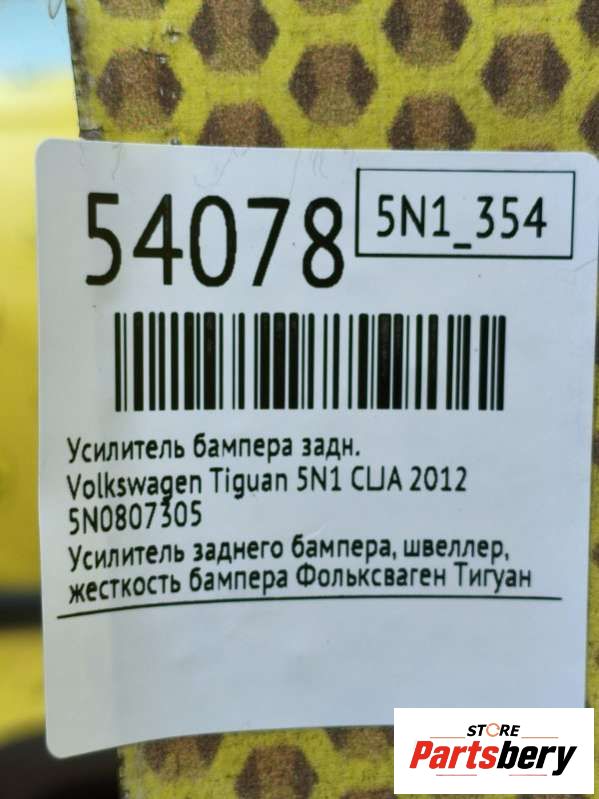 54078
5N1_354
Усилитель бампера задн.
Volkswagen Tiguan 5N1 CLJA 2012
5N0807305
Усилитель заднего бампера, швеллер,
жесткость бампера Фольксваген Тигуан
STORE
Partsbery